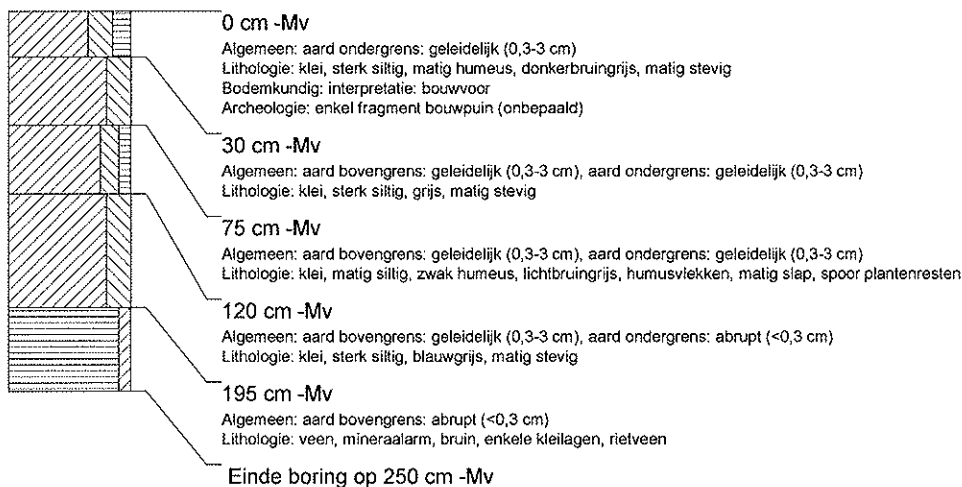 0 cm -Mv
Algemeen: aard ondergrens: geleidelijk (0,3-3 cm)
Lithologie: klei, sterk siltig, matig humeus, donkerbruingrijs, matig stevig
Bodemkundig: interpretatie: bouwvoor
Archeologie: enkel fragment bouwpuin (onbepaald)
30 cm -Mv
Algemeen: aard bovengrens: geleidelijk (0,3-3 cm), aard ondergrens: geleidelijk (0,3-3 cm)
Lithologie: klei, sterk siltig, grijs, matig stevig
75 cm -Mv
Algemeen: aard bovengrens: geleidelijk (0,3-3 cm), aard ondergrens: geleidelijk (0,3-3 cm)
Lithologie: klei, matig siltig, zwak humeus, lichtbruingrijs, humusvlekken, matig slap, spoor plantenresten
120 cm -Mv
Algemeen: aard bovengrens: geleidelijk (0,3-3 cm), aard ondergrens: abrupt (<0,3 cm)
Lithologie: klei, sterk siltig, blauwgrijs, matig stevig
195 cm -Mv
Algemeen: aard bovengrens: abrupt (<0,3 cm)
Lithologie: veen, mineraalarm, bruin, enkele kleilagen, rietveen
Einde boring op 250 cm -Mv